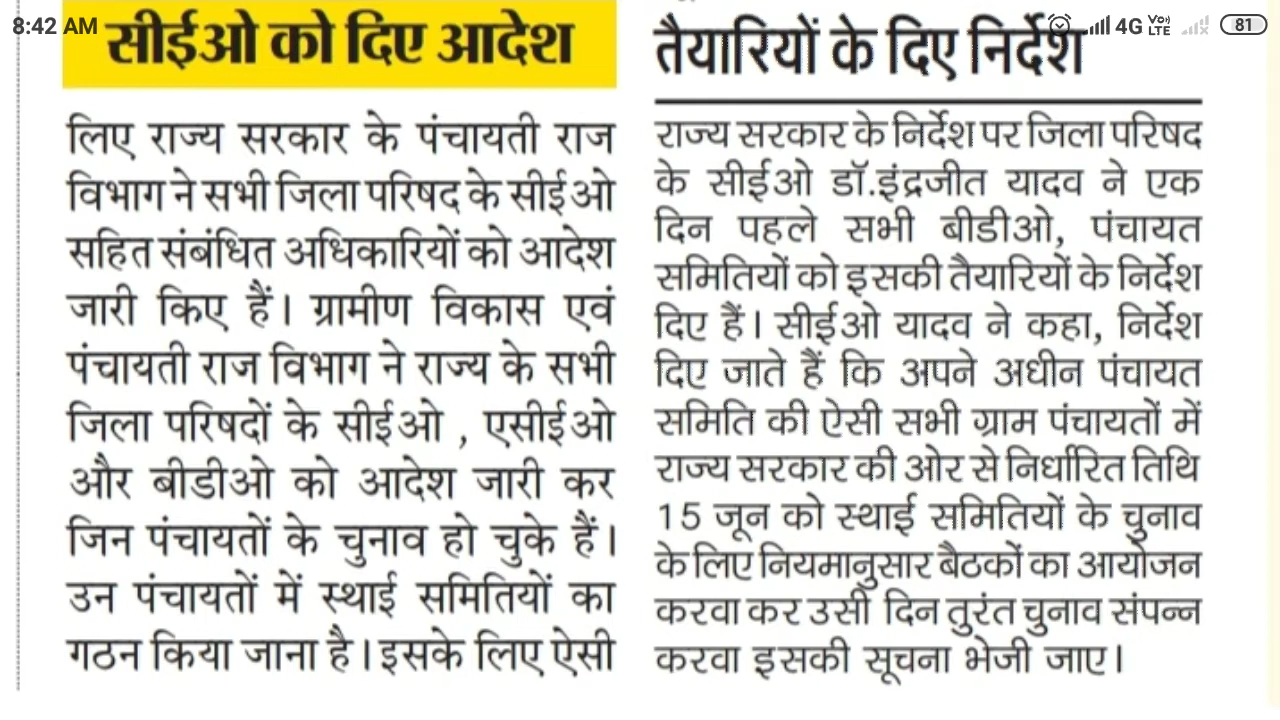 8:42 AM
4G VoLTE 81
सीईओ को दिए आदेश
लिए राज्य सरकार के पंचायती राज
विभाग ने सभी जिला परिषद के सीईओ
सहित संबंधित अधिकारियों को आदेश
जारी किए हैं। ग्रामीण विकास एवं
पंचायती राज विभाग ने राज्य के सभी
जिला परिषदों के सीईओ , एसीईओ
और बीडीओ को आदेश जारी कर
जिन पंचायतों के चुनाव हो चुके हैं।
उन पंचायतों में स्थाई समितियों का
गठन किया जाना है। इसके लिए ऐसी
तैयारियों के दिए निर्देश
राज्य सरकार के निर्देश पर जिला परिषद
के सीईओ डॉ.इंद्रजीत यादव ने एक
दिन पहले सभी बीडीओ, पंचायत
समितियों को इसकी तैयारियों के निर्देश
दिए हैं। सीईओ यादव ने कहा, निर्देश
दिए जाते हैं कि अपने अधीन पंचायत
समिति की ऐसी सभी ग्राम पंचायतों में
राज्य सरकार की ओर से निर्धारित तिथि
15 जून को स्थाई समितियों के चुनाव
के लिए नियमानुसार बैठकों का आयोजन
करवा कर उसी दिन तुरंत चुनाव संपन्न
करवा इसकी सूचना भेजी जाए।